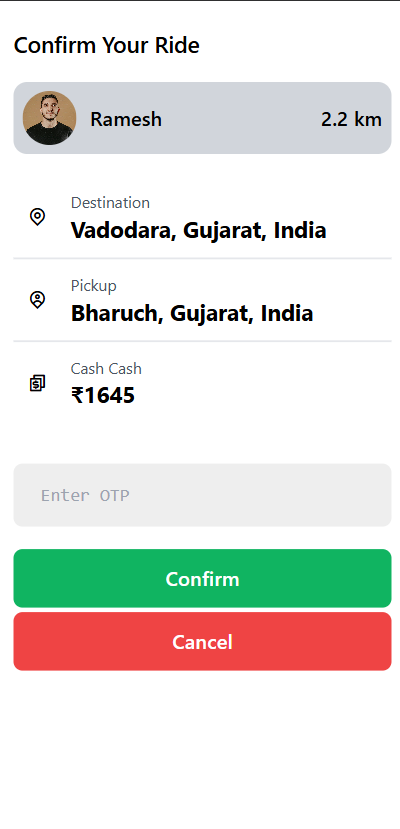 Confirm Your Ride
Ramesh 2.2 km
Destination
Vadodara, Gujarat, India
Pickup
Bharuch, Gujarat, India
Cash Cash
₹1645
Enter OTP
Confirm
Cancel